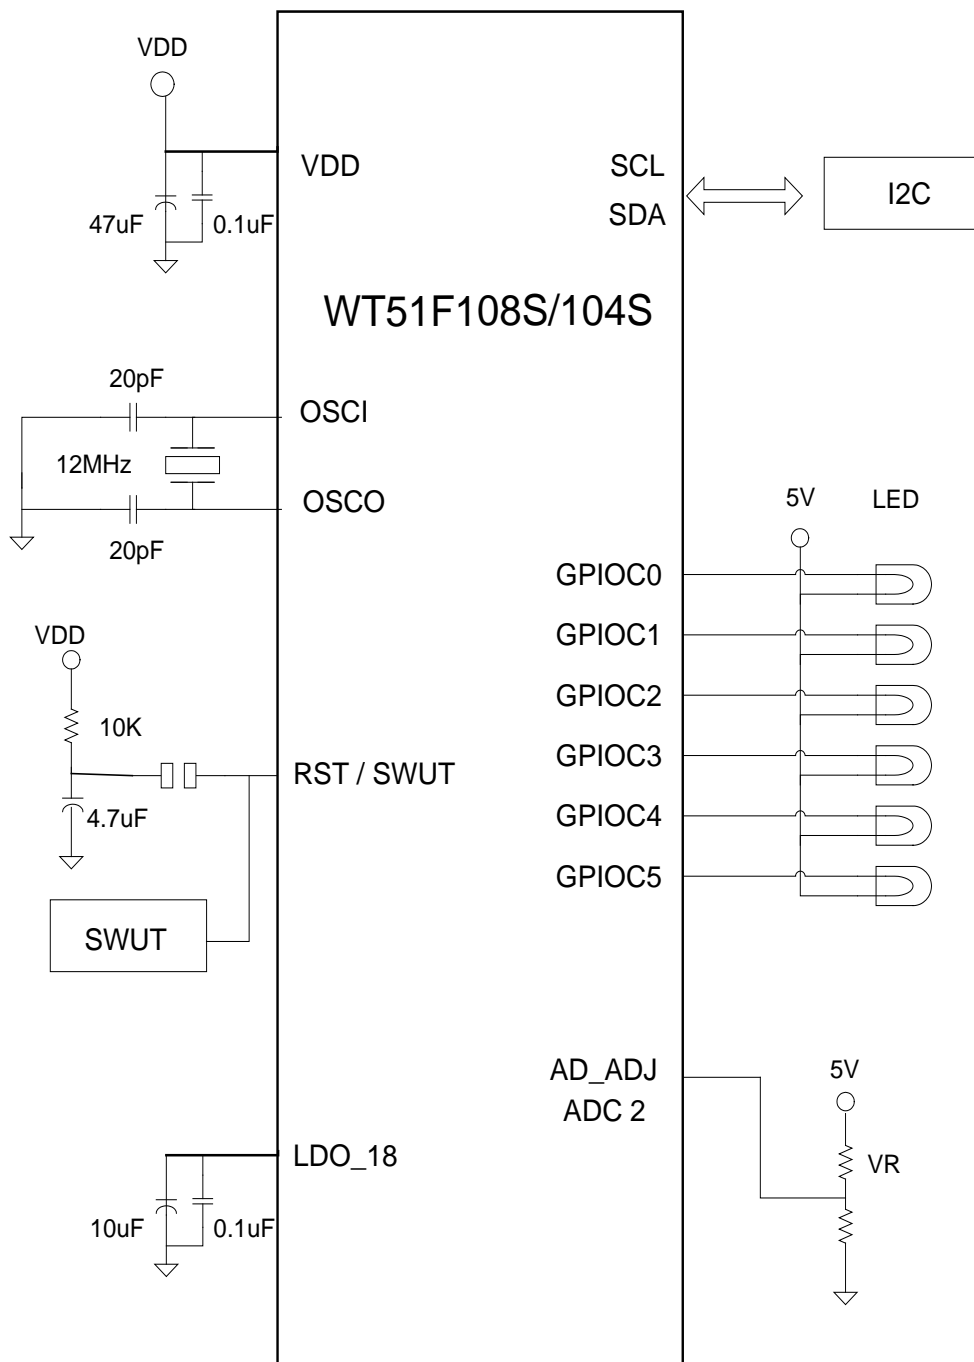 VDD
VDD
SCL
SDA
I2C
47uF
0.1uF
WT51F108S/104S
20pF
OSCI
12MHz
OSCO
20pF
5V
LED
GPIOC0
GPIOC1
VDD
GPIOC2
10K
GPIOC3
RST / SWUT
4.7uF
GPIOC4
GPIOC5
SWUT
AD_ADJ
ADC 2
5V
LDO_18
VR
10uF
0.1uF